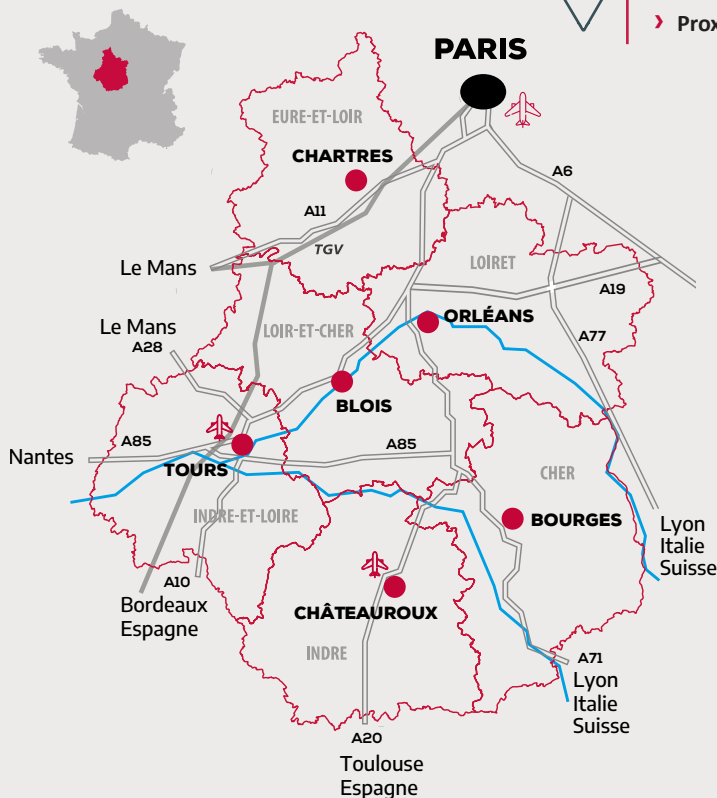 › Prox
PARIS
EURE-ET-LOIR
CHARTRES
A6
A11
TGV
LOIRET
Le Mans
A19
ORLÉANS
Le Mans
LOIR-ET-CHER
A77
A28
BLOIS
A85
A85
Nantes
TOURS
CHER
INDRE-ET-LOIRE
BOURGES
Lyon
Italie
Suisse
A10
Bordeaux
Espagne
CHÂTEAUROUX
INDRE
A71
Lyon
Italie
Suisse
A20
Toulouse
Espagne